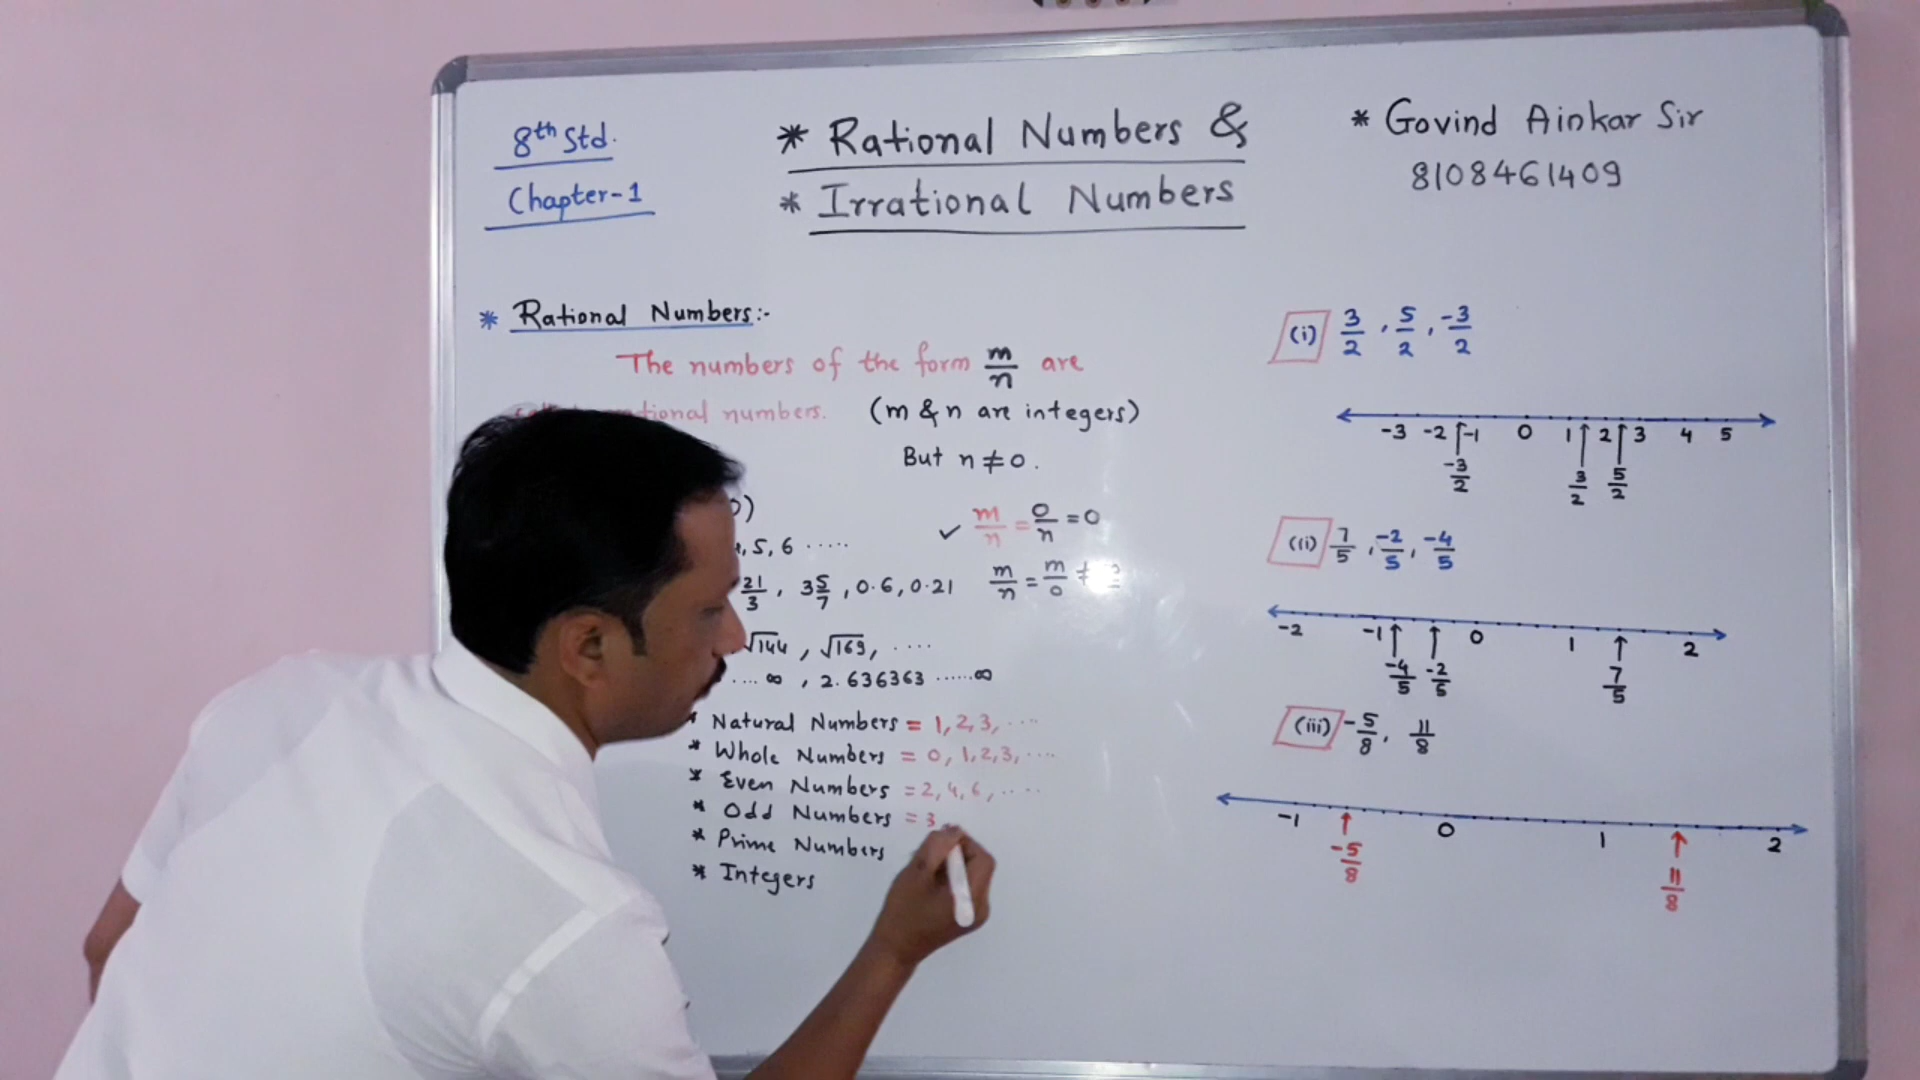 8th Std.
Chapter-1
* Rational Numbers &
* Irrational Numbers
* Govind Ainkar Sir
8108461409
* Rational Numbers:-
The numbers of the form m/n are
rational numbers. (m & n are integers)
But n ≠ 0.
m/n = 0/n = 0
, 5, 6 .....
21/3, 3 5/7, 0.6, 0.21
m/n = m/0 ≠
√144, √169, ....
.... ∞, 2.636363 ......∞
* Natural Numbers = 1, 2, 3, ....
* Whole Numbers = 0, 1, 2, 3, ....
* Even Numbers = 2, 4, 6, ....
* Odd Numbers = 3
* Prime Numbers
* Integers
(i) 3/2, 5/2, -3/2
-3 -2 -1 0 1 2 3 4 5
-3/2 3/2 5/2
(ii) 7/5, -2/5, -4/5
-2 -1 0 1 2
-4/5 -2/5 7/5
(iii) -5/8, 11/8
-1 0 1 2
-5/8 11/8